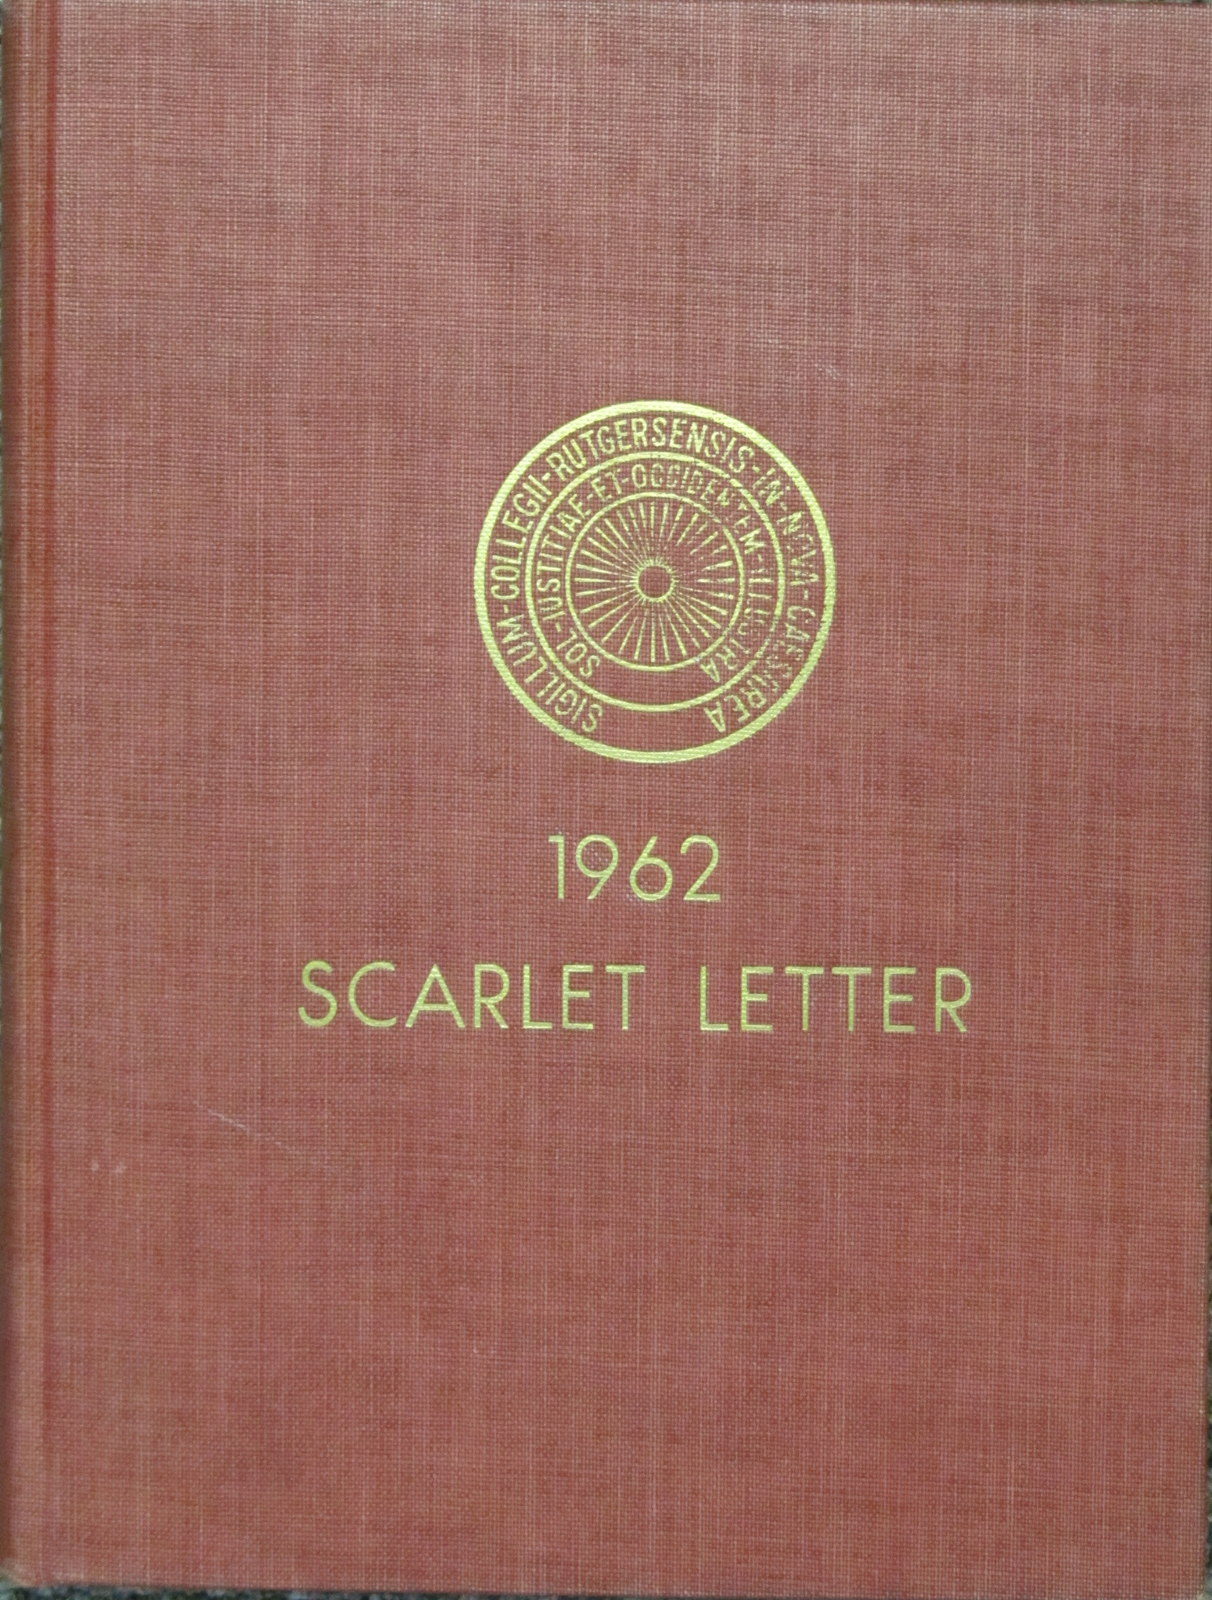 SIGILLUM-COLLEGII-RUTGERSENSIS-IN-NOVA-CAESAREA
SOL-IUSTITIAE-ET-OCCIDENTEM-ILLUSTRA
1962
SCARLET LETTER